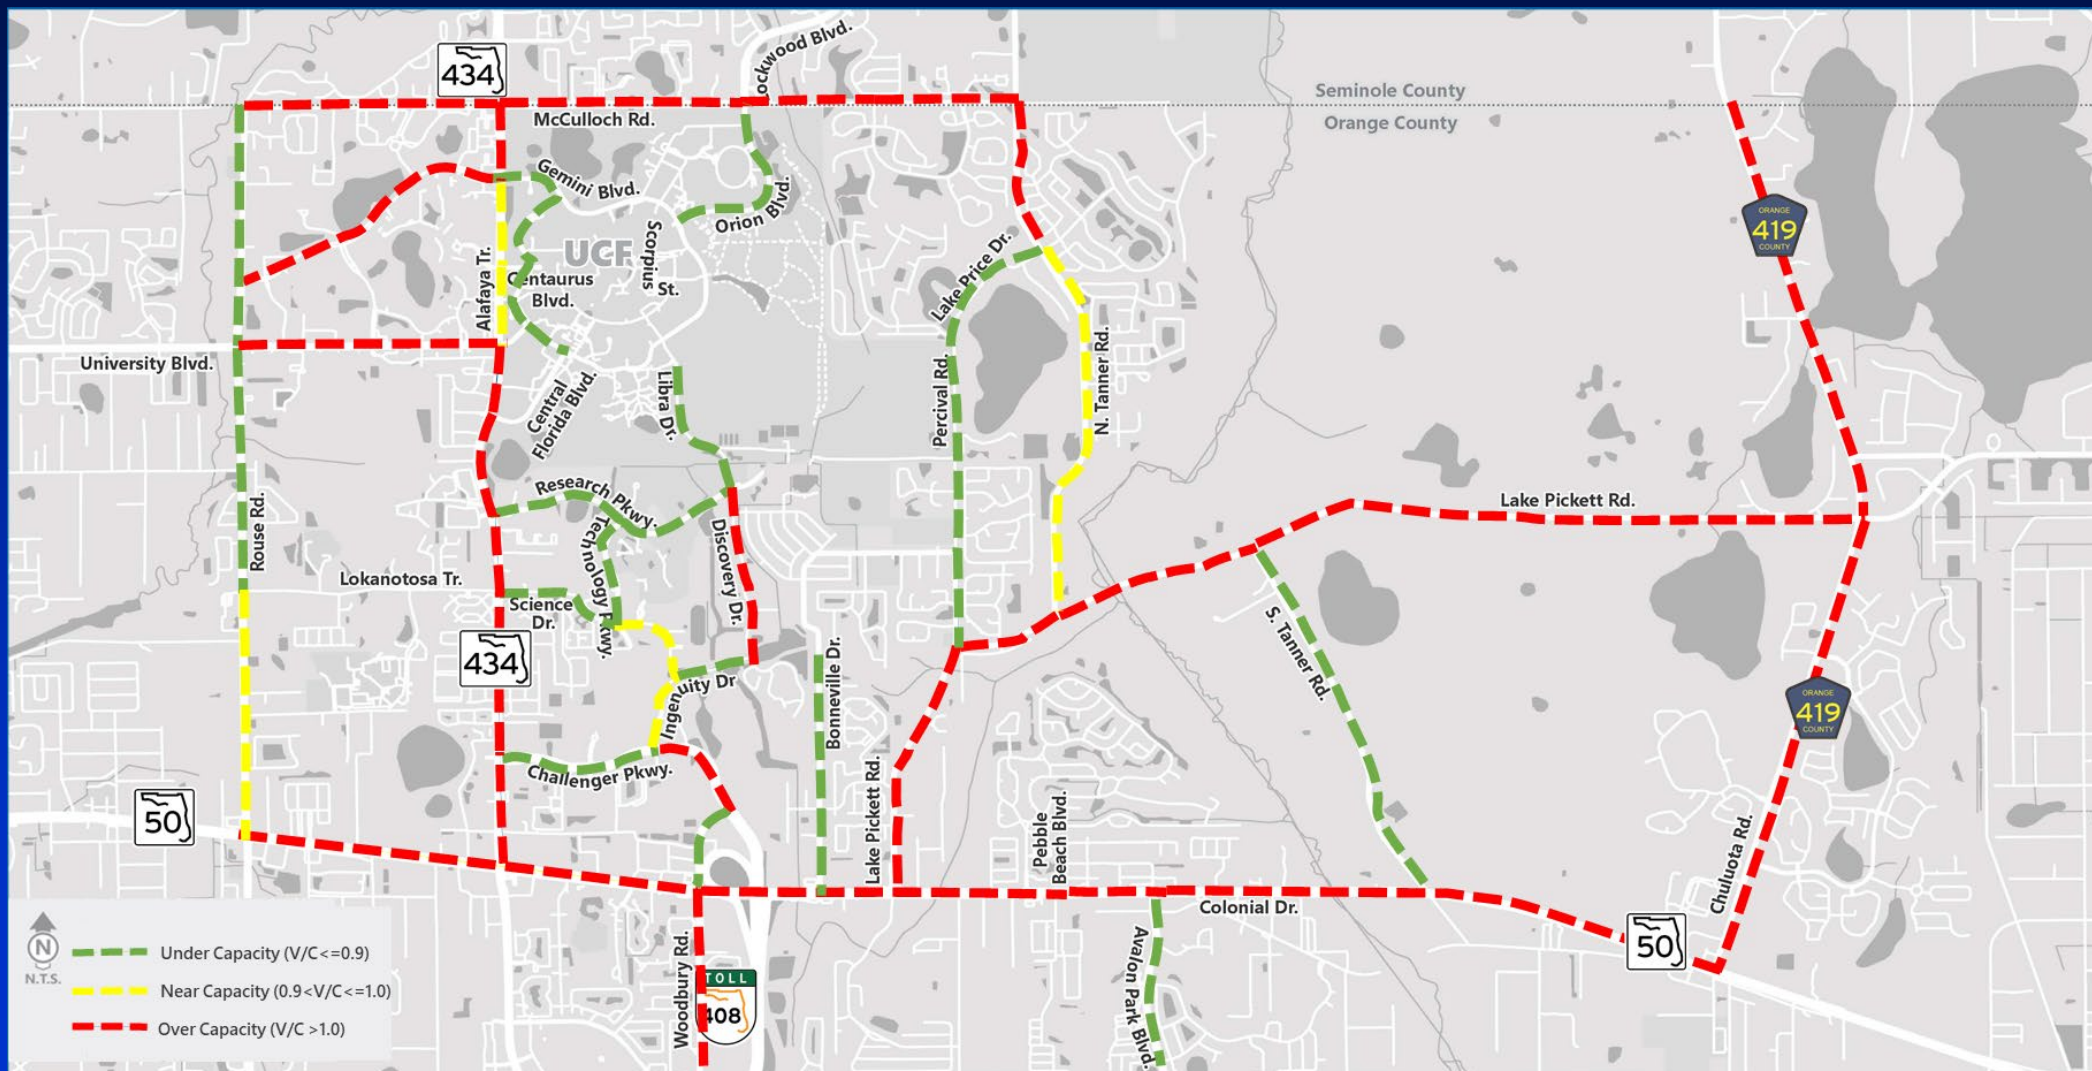 434
Lockwood Blvd.
Seminole County
Orange County
McCulloch Rd.
Gemini Blvd.
Orion Blvd.
Scorpius
St.
UCF
ORANGE
419
COUNTY
Lake Price Dr.
Centaurus
Blvd.
Alafaya Tr.
University Blvd.
Central
Florida Blvd.
Libra Dr.
Percival Rd.
N. Tanner Rd.
Rouse Rd.
Research Pkwy.
Technology Pkwy.
Discovery Dr.
Lake Pickett Rd.
Lokanotosa Tr.
Science
Dr.
434
S. Tanner Rd.
Ingenuity Dr
Bonneville Dr.
ORANGE
419
COUNTY
Challenger Pkwy.
50
Lake Pickett Rd.
Pebble
Beach Blvd.
Chuluota Rd.
Colonial Dr.
50
Woodbury Rd.
TOLL
408
Avalon Park Blvd.
N
N.T.S.
Under Capacity (V/C<=0.9)
Near Capacity (0.9<V/C<=1.0)
Over Capacity (V/C >1.0)